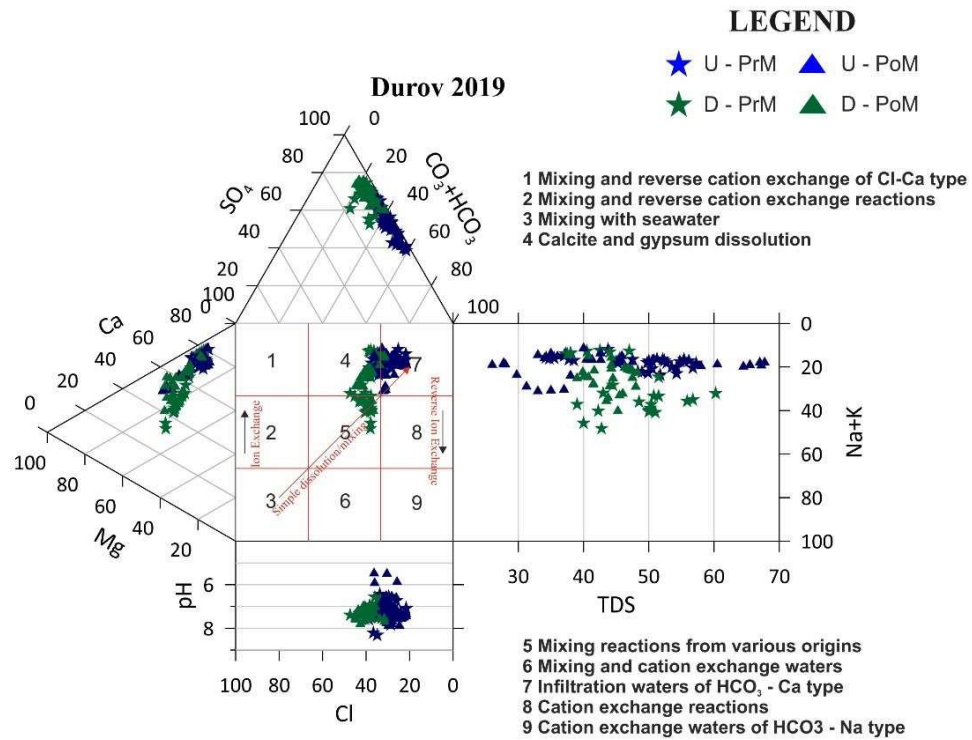 LEGEND
U - PrM U - PoM
D - PrM D - PoM
Durov 2019
1 Mixing and reverse cation exchange of Cl-Ca type
2 Mixing and reverse cation exchange reactions
3 Mixing with seawater
4 Calcite and gypsum dissolution
100 0
80 20
SO₄ 60 40 CO₃+HCO₃
40 60
20 80
100 0 100
Ca
80
60
40
20
0
100
80
60
40
20
Mg
1 4 7
2 5 8
3 6 9
Ion Exchange
Simple dissolution/mixing
Reverse Ion Exchange
0
20
40
60
80
100
Na+K
30 40 50 60 70
TDS
pH
6
8
100 80 60 40 20 0
Cl
5 Mixing reactions from various origins
6 Mixing and cation exchange waters
7 Infiltration waters of HCO₃ - Ca type
8 Cation exchange reactions
9 Cation exchange waters of HCO3 - Na type